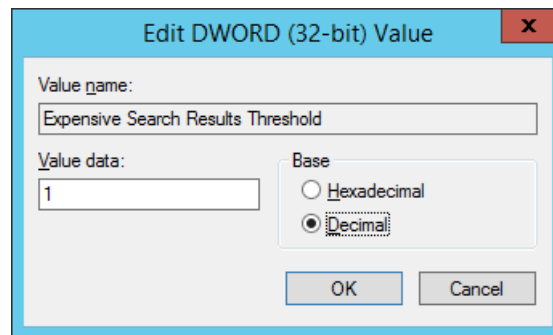 Edit DWORD (32-bit) Value
x
Value name:
Expensive Search Results Threshold
Value data:
1
Base
Hexadecimal
Decimal
OK
Cancel